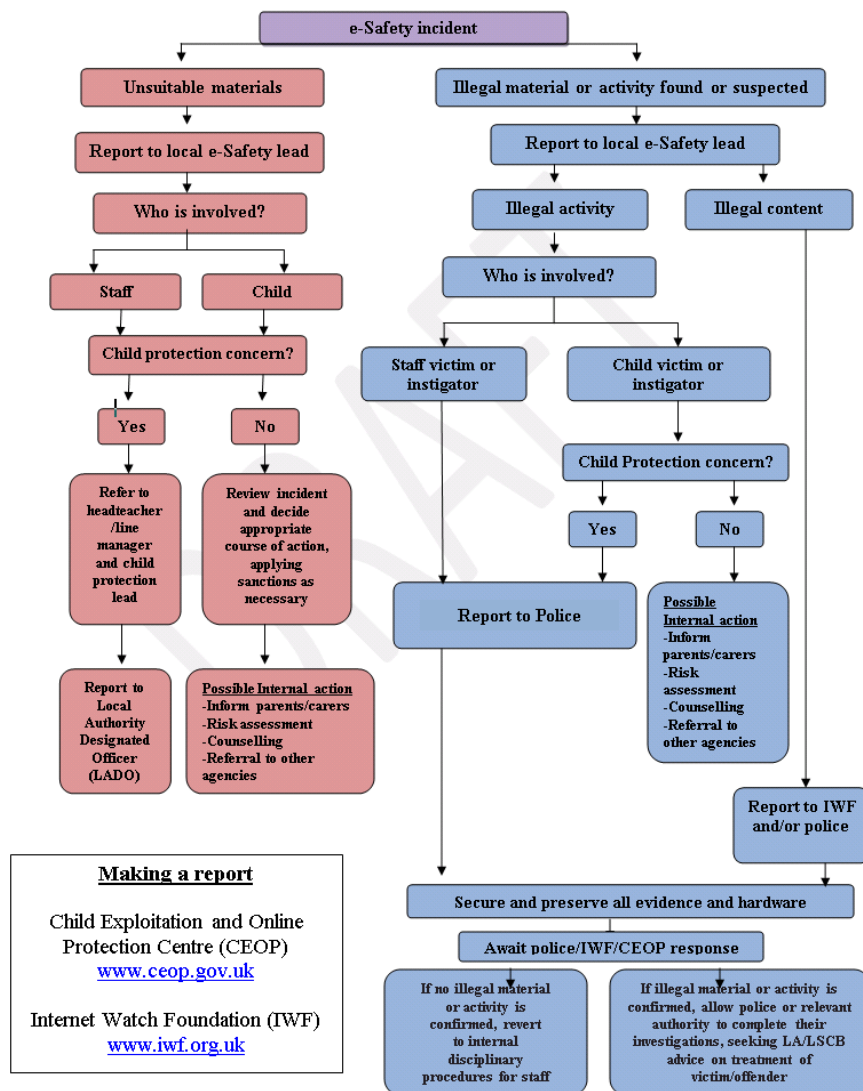 e-Safety incident
Unsuitable materials
Illegal material or activity found or suspected
Report to local e-Safety lead
Report to local e-Safety lead
Who is involved?
Illegal activity
Illegal content
Staff
Child
Who is involved?
Child protection concern?
Staff victim or
instigator
Child victim or
instigator
Yes
No
Child Protection concern?
Refer to
headteacher
/line
manager
and child
protection
lead
Review incident
and decide
appropriate
course of action,
applying
sanctions as
necessary
Yes
No
Report to Police
Possible
Internal action
-Inform
parents/carers
-Risk
assessment
-Counselling
-Referral to
other agencies
Report to
Local
Authority
Designated
Officer
(LADO)
Possible Internal action
-Inform parents/carers
-Risk assessment
-Counselling
-Referral to other
agencies
Report to IWF
and/or police
Making a report
Child Exploitation and Online
Protection Centre (CEOP)
www.ceop.gov.uk
Internet Watch Foundation (IWF)
www.iwf.org.uk
Secure and preserve all evidence and hardware
Await police/IWF/CEOP response
If no illegal material
or activity is
confirmed, revert
to internal
disciplinary
procedures for staff
If illegal material or activity is
confirmed, allow police or relevant
authority to complete their
investigations, seeking LA/LSCB
advice on treatment of
victim/offender
DRAFT